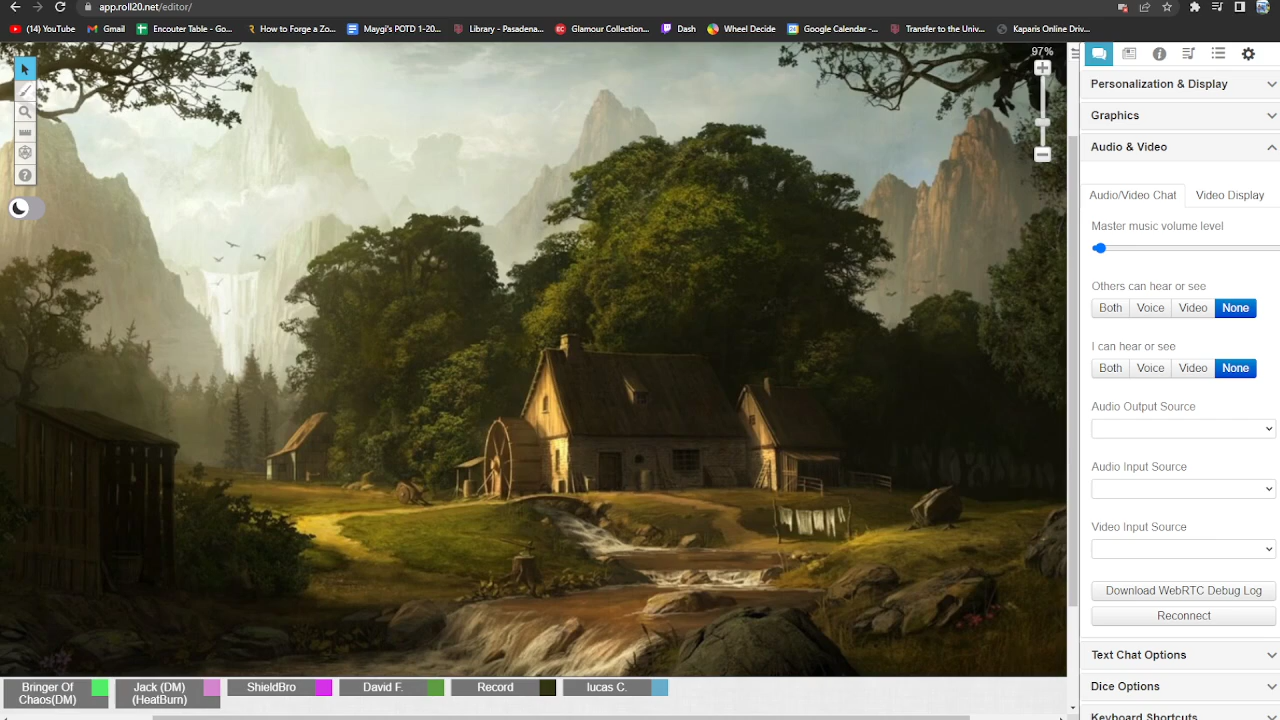 app.roll20.net/editor/
(14) YouTube
Gmail
Encouter Table - Go...
How to Forge a Zo...
Maygi's POTD 1-20...
Library - Pasadena...
Glamour Collection...
Dash
Wheel Decide
Google Calendar -...
Transfer to the Univ...
Kaparis Online Driv...
97%
Personalization & Display
Graphics
Audio & Video
Audio/Video Chat
Video Display
Master music volume level
Others can hear or see
Both Voice Video None
I can hear or see
Both Voice Video None
Audio Output Source
Audio Input Source
Video Input Source
Download WebRTC Debug Log
Reconnect
Text Chat Options
Dice Options
Keyboard Shortcuts
Bringer Of
Chaos(DM)
Jack (DM)
(HeatBurn)
ShieldBro
David F.
Record
lucas C.